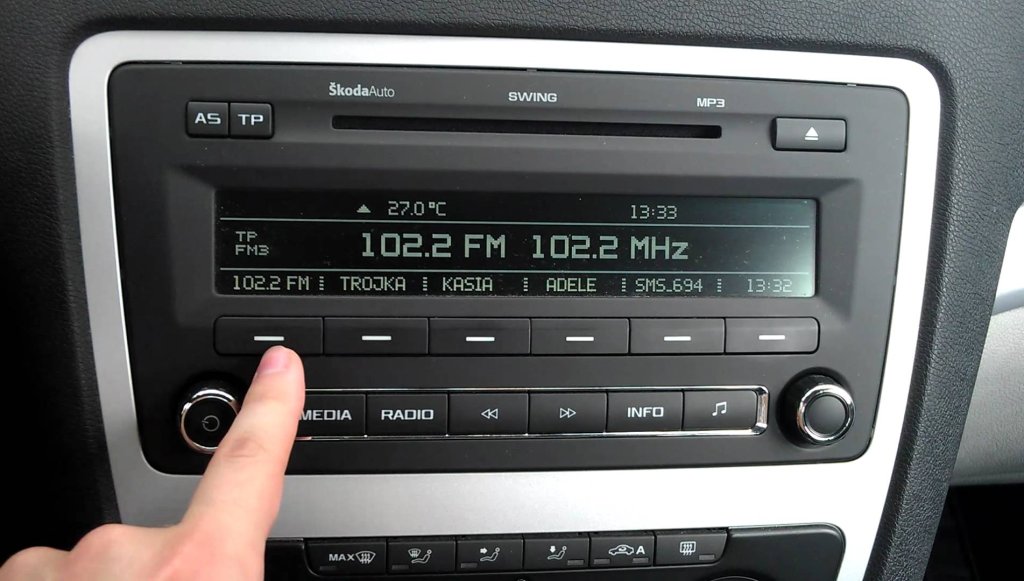 ŠkodaAuto SWING MP3
AS TP
27.0°C 13:33
TP
FM3
102.2 FM 102.2 MHz
102.2 FM TROJKA KASIA ADELE SMS_694 13:32
MEDIA RADIO INFO
MAX A